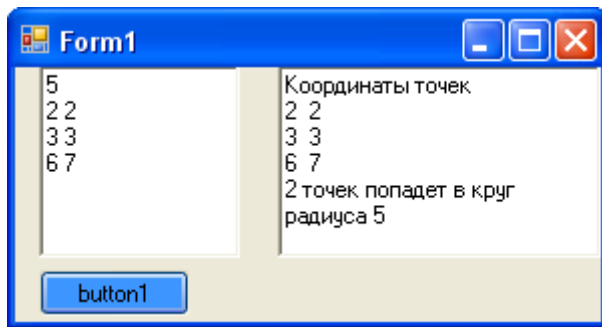 Form1
5
2 2
3 3
6 7
Координаты точек
2  2
3  3
6  7
2 точек попадет в круг
радиуса 5
button1